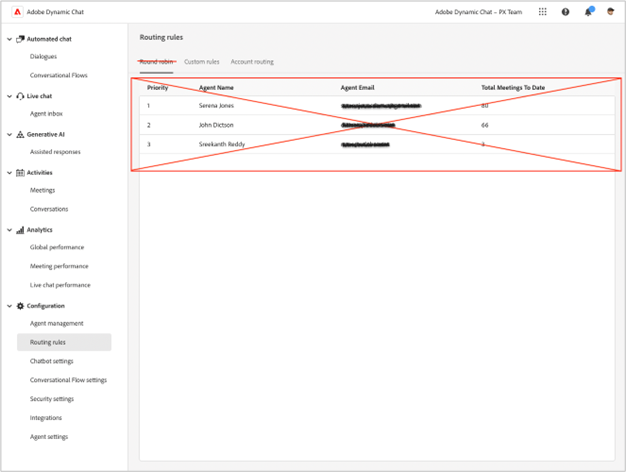 Adobe Dynamic Chat
Adobe Dynamic Chat – PX Team
Automated chat
Dialogues
Conversational Flows
Live chat
Agent inbox
Generative AI
Assisted responses
Activities
Meetings
Conversations
Analytics
Global performance
Meeting performance
Live chat performance
Configuration
Agent management
Routing rules
Chatbot settings
Conversational Flow settings
Security settings
Integrations
Agent settings
Routing rules
Round robin Custom rules Account routing
Priority Agent Name Agent Email Total Meetings To Date
1 Serena Jones 80
2 John Dictson 66
3 Sreekanth Reddy 3